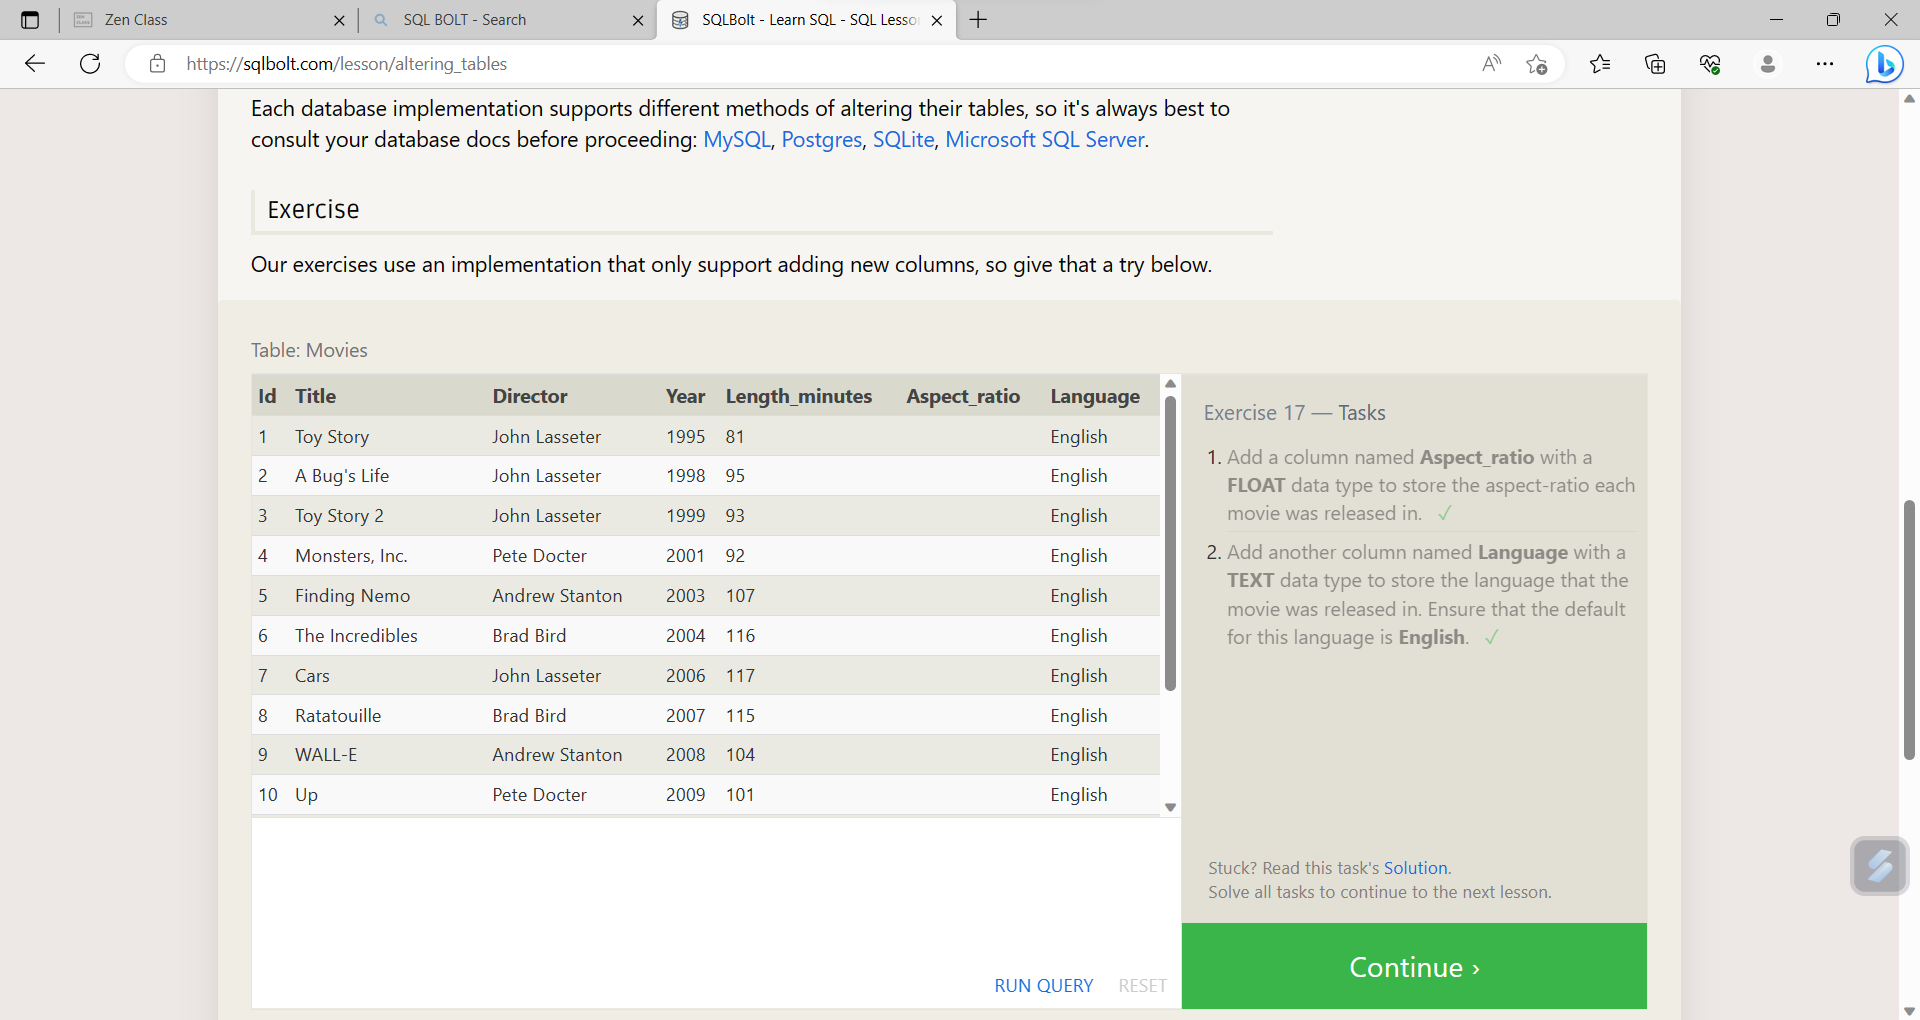 Zen Class
SQL BOLT - Search
SQLBolt - Learn SQL - SQL Lesso
https://sqlbolt.com/lesson/altering_tables
Each database implementation supports different methods of altering their tables, so it's always best to
consult your database docs before proceeding: MySQL, Postgres, SQLite, Microsoft SQL Server.
Exercise
Our exercises use an implementation that only support adding new columns, so give that a try below.
Table: Movies
Id Title Director Year Length_minutes Aspect_ratio Language
1 Toy Story John Lasseter 1995 81 English
2 A Bug's Life John Lasseter 1998 95 English
3 Toy Story 2 John Lasseter 1999 93 English
4 Monsters, Inc. Pete Docter 2001 92 English
5 Finding Nemo Andrew Stanton 2003 107 English
6 The Incredibles Brad Bird 2004 116 English
7 Cars John Lasseter 2006 117 English
8 Ratatouille Brad Bird 2007 115 English
9 WALL-E Andrew Stanton 2008 104 English
10 Up Pete Docter 2009 101 English
RUN QUERY RESET
Exercise 17 — Tasks
1. Add a column named Aspect_ratio with a
FLOAT data type to store the aspect-ratio each
movie was released in. ✓
2. Add another column named Language with a
TEXT data type to store the language that the
movie was released in. Ensure that the default
for this language is English. ✓
Stuck? Read this task's Solution.
Solve all tasks to continue to the next lesson.
Continue ›